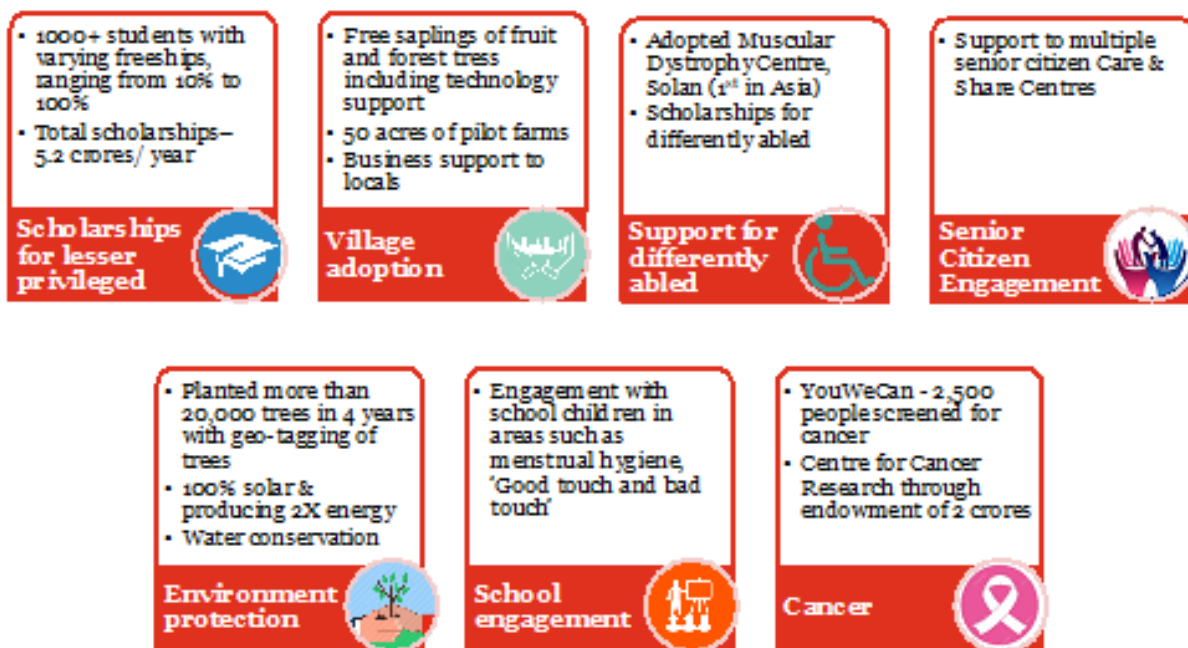 ▪ 1000+ students with
varying freeships,
ranging from 10% to
100%
▪ Total scholarships–
5.2 crores/ year
Scholarships
for lesser
privileged
▪ Free saplings of fruit
and forest tress
including technology
support
▪ 50 acres of pilot farms
▪ Business support to
locals
Village
adoption
▪ Adopted Muscular
Dystrophy Centre,
Solan (1st in Asia)
▪ Scholarships for
differently abled
Support for
differently
abled
▪ Support to multiple
senior citizen Care &
Share Centres
Senior
Citizen
Engagement
▪ Planted more than
20,000 trees in 4 years
with geo-tagging of
trees
▪ 100% solar &
producing 2X energy
▪ Water conservation
Environment
protection
▪ Engagement with
school children in
areas such as
menstrual hygiene,
'Good touch and bad
touch'
School
engagement
▪ YouWeCan - 2,500
people screened for
cancer
▪ Centre for Cancer
Research through
endowment of 2 crores
Cancer